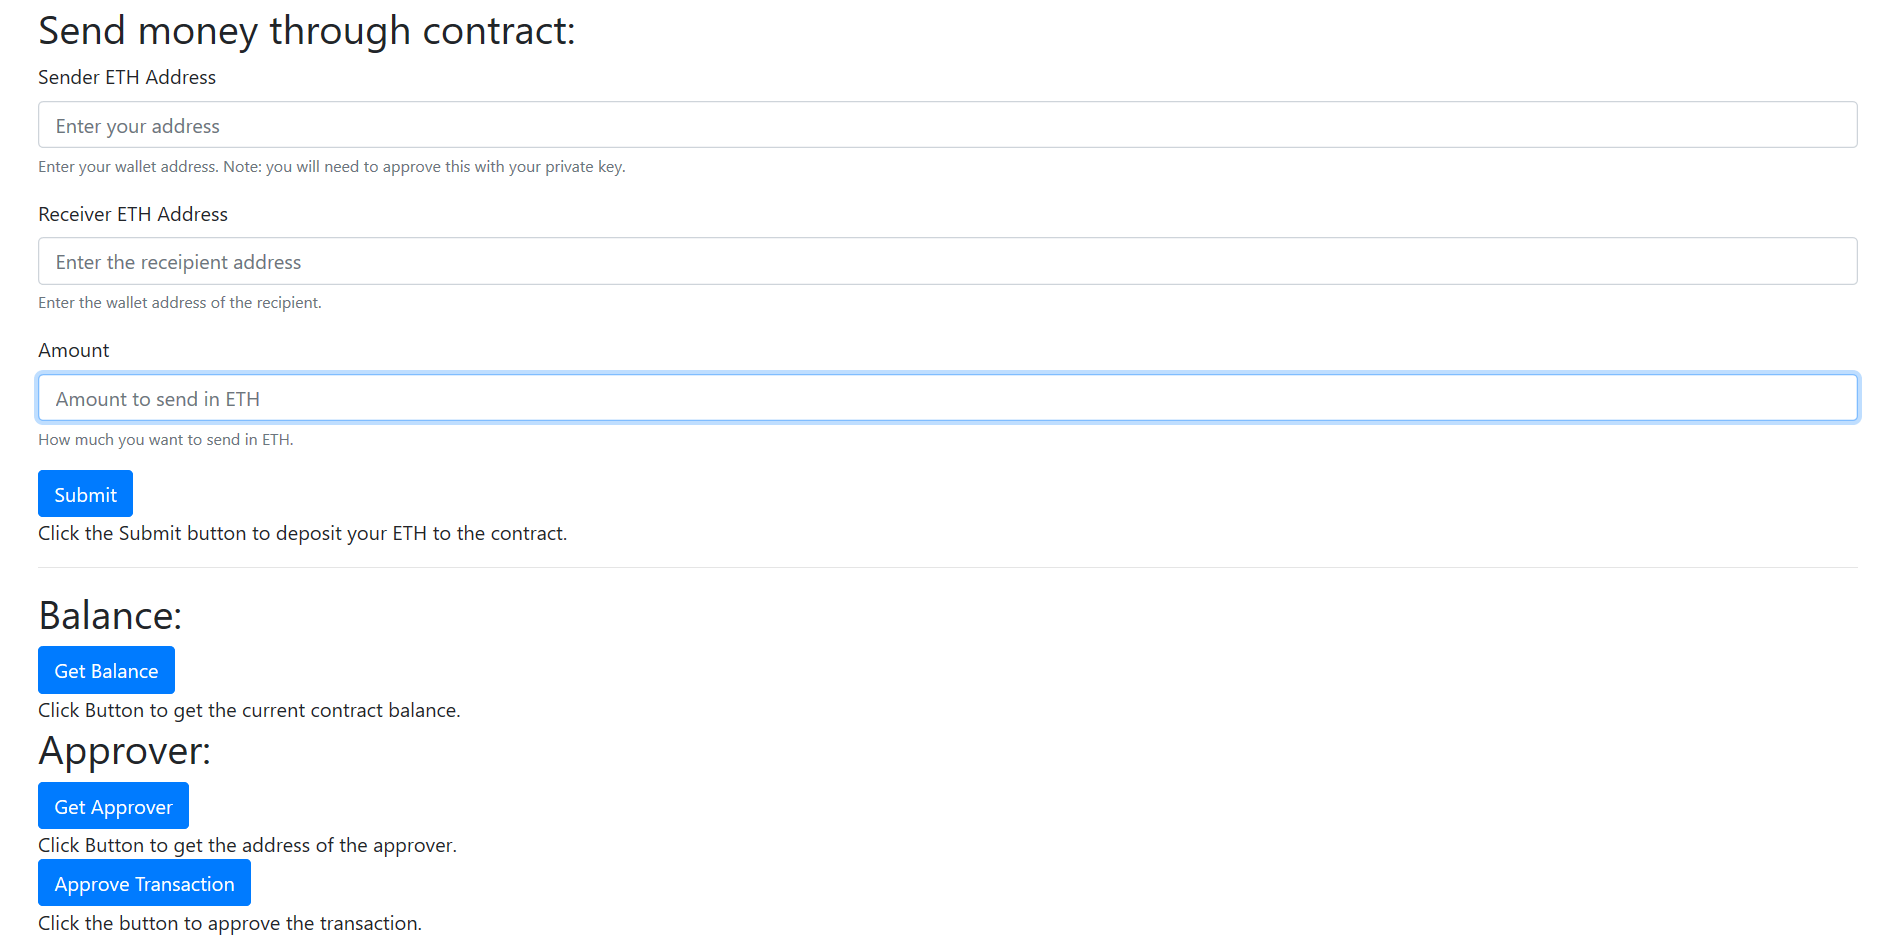 Send money through contract:
Sender ETH Address
Enter your address
Enter your wallet address. Note: you will need to approve this with your private key.
Receiver ETH Address
Enter the receipient address
Enter the wallet address of the recipient.
Amount
Amount to send in ETH
How much you want to send in ETH.
Submit
Click the Submit button to deposit your ETH to the contract.
Balance:
Get Balance
Click Button to get the current contract balance.
Approver:
Get Approver
Click Button to get the address of the approver.
Approve Transaction
Click the button to approve the transaction.